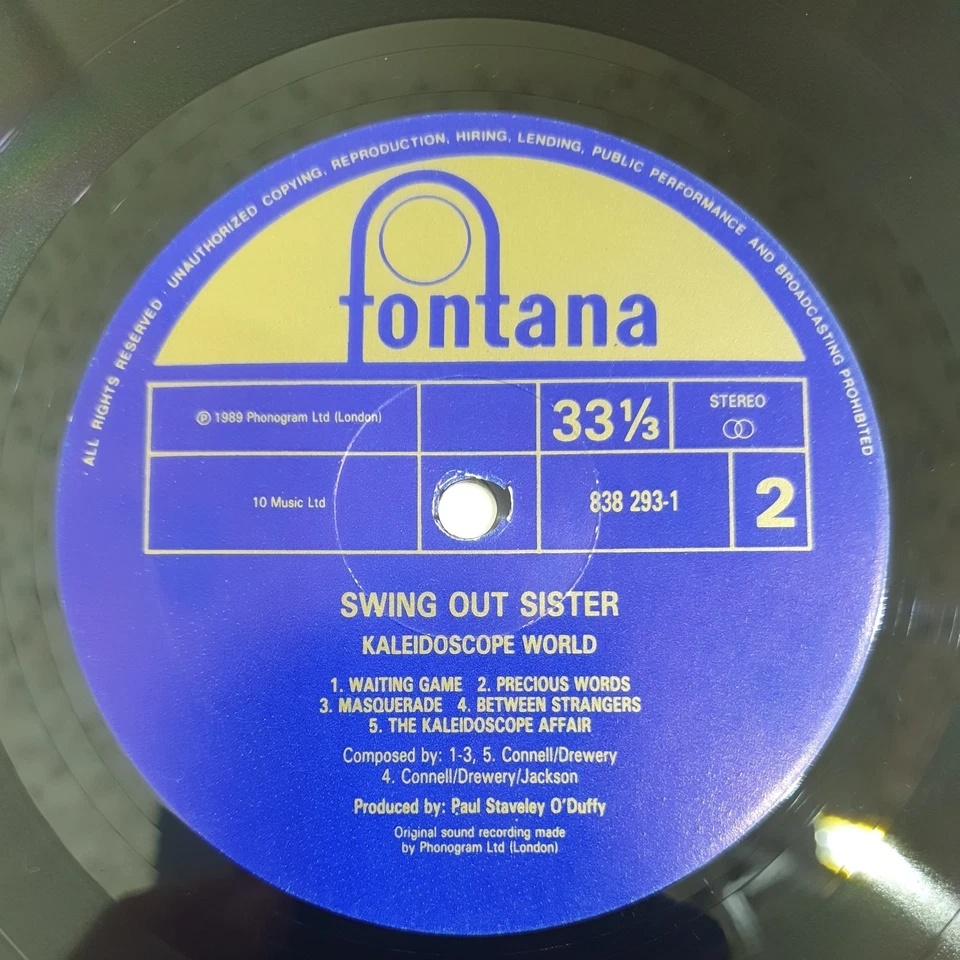 ALL RIGHTS RESERVED · UNAUTHORIZED COPYING, REPRODUCTION, HIRING, LENDING, PUBLIC PERFORMANCE AND BROADCASTING PROHIBITED
fontana
℗ 1989 Phonogram Ltd (London)
33⅓
STEREO
10 Music Ltd
838 293-1
2
SWING OUT SISTER
KALEIDOSCOPE WORLD
1. WAITING GAME 2. PRECIOUS WORDS
3. MASQUERADE 4. BETWEEN STRANGERS
5. THE KALEIDOSCOPE AFFAIR
Composed by: 1-3, 5. Connell/Drewery
4. Connell/Drewery/Jackson
Produced by: Paul Staveley O'Duffy
Original sound recording made
by Phonogram Ltd (London)